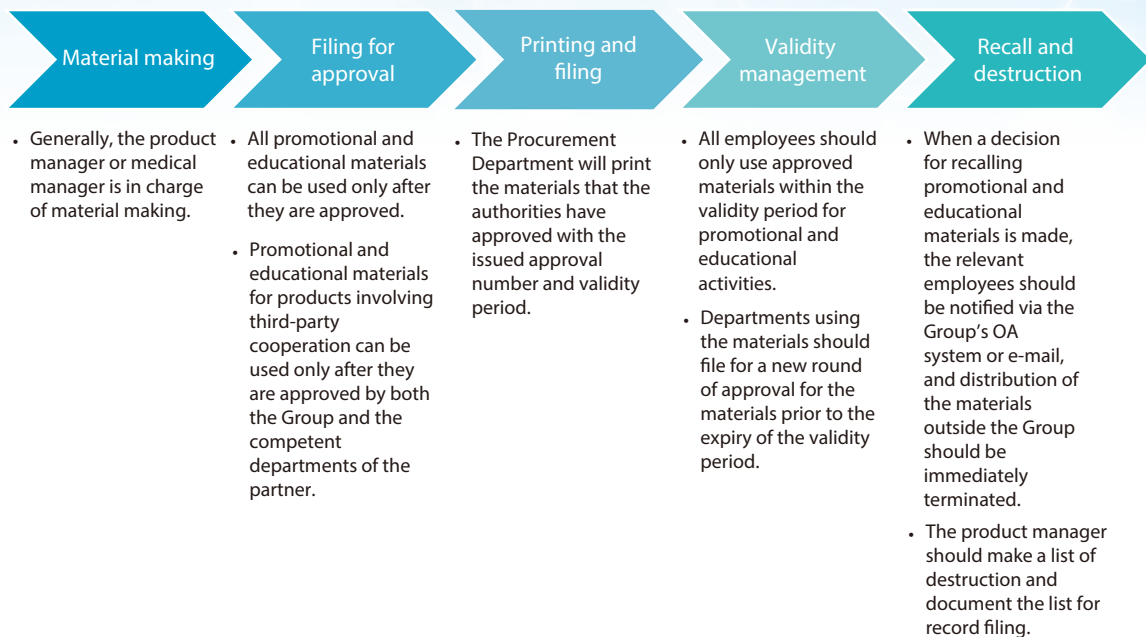 Material making
Filing for
approval
Printing and
filing
Validity
management
Recall and
destruction
• Generally, the product
manager or medical
manager is in charge
of material making.
• All promotional and
educational materials
can be used only after
they are approved.
• Promotional and
educational materials
for products involving
third-party
cooperation can be
used only after they
are approved by both
the Group and the
competent
departments of the
partner.
• The Procurement
Department will print
the materials that the
authorities have
approved with the
issued approval
number and validity
period.
• All employees should
only use approved
materials within the
validity period for
promotional and
educational
activities.
• Departments using
the materials should
file for a new round
of approval for the
materials prior to the
expiry of the validity
period.
• When a decision
for recalling
promotional and
educational
materials is made,
the relevant
employees should
be notified via the
Group's OA
system or e-mail,
and distribution of
the materials
outside the Group
should be
immediately
terminated.
• The product manager
should make a list of
destruction and
document the list for
record filing.